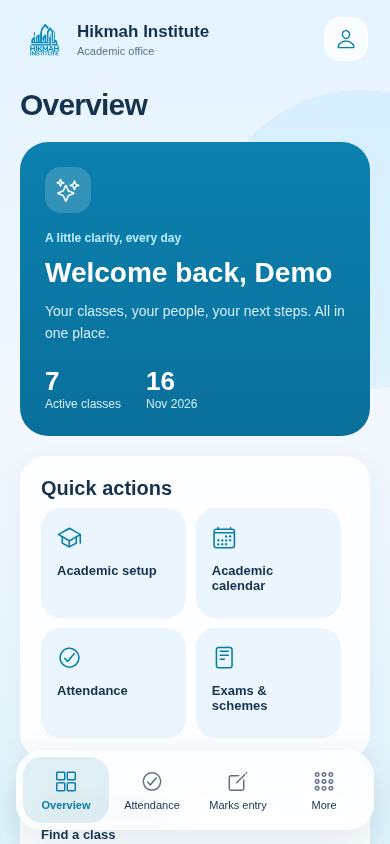 HIKMAH
INSTITUTE
Hikmah Institute
Academic office
Overview
A little clarity, every day
Welcome back, Demo
Your classes, your people, your next steps. All in
one place.
7
Active classes
16
Nov 2026
Quick actions
Academic setup
Academic
calendar
Attendance
Exams &
schemes
Overview
Attendance
Marks entry
More
Find a class